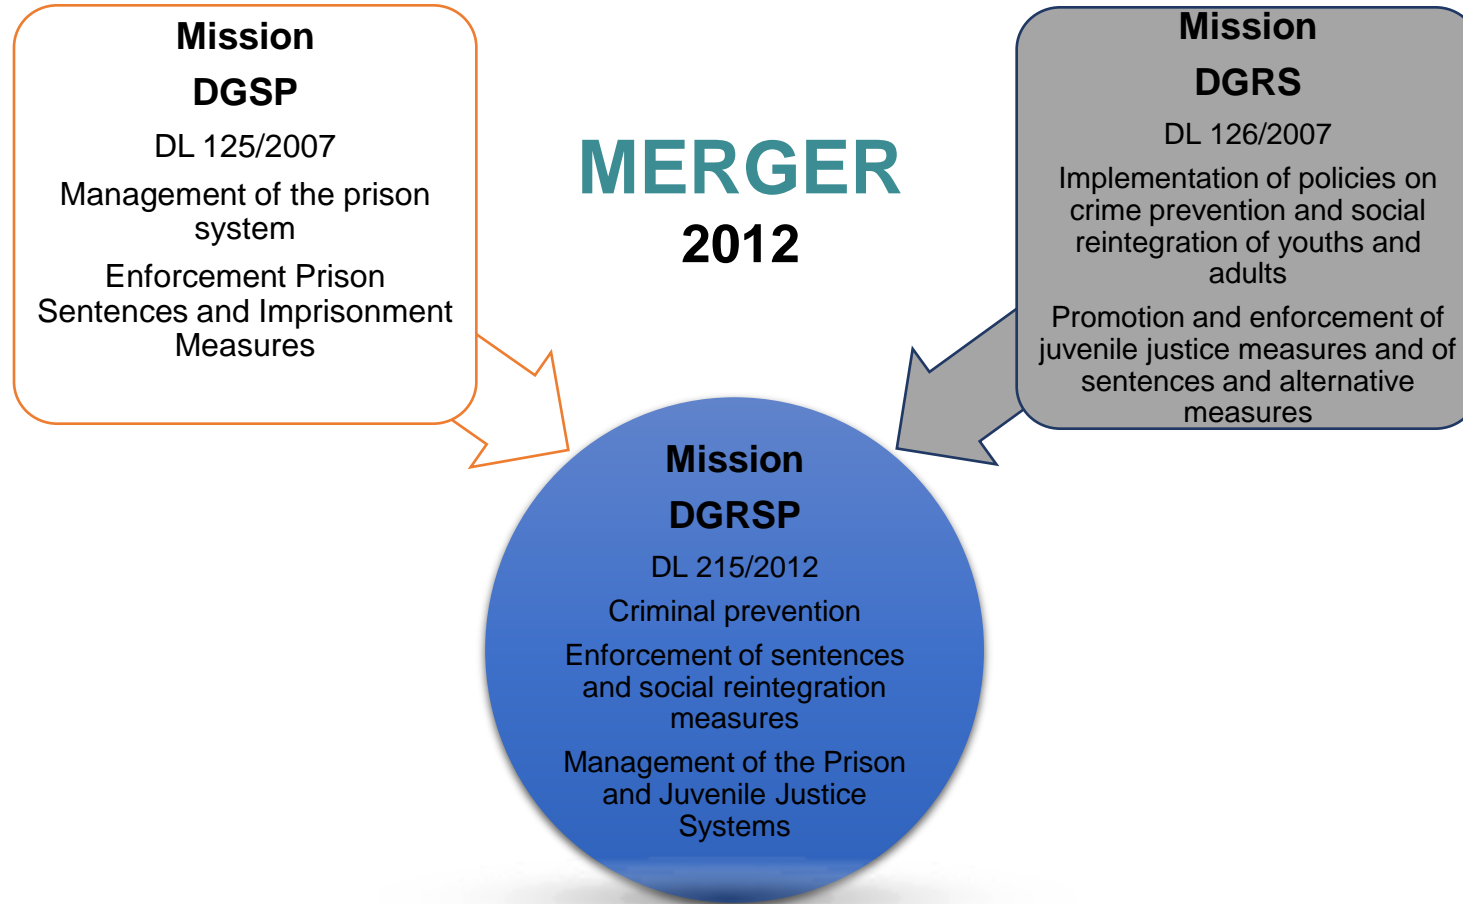 Mission
DGSP
DL 125/2007
Management of the prison
system
Enforcement Prison
Sentences and Imprisonment
Measures
MERGER
2012
Mission
DGRS
DL 126/2007
Implementation of policies on
crime prevention and social
reintegration of youths and
adults
Promotion and enforcement of
juvenile justice measures and of
sentences and alternative
measures
Mission
DGRSP
DL 215/2012
Criminal prevention
Enforcement of sentences
and social reintegration
measures
Management of the Prison
and Juvenile Justice
Systems